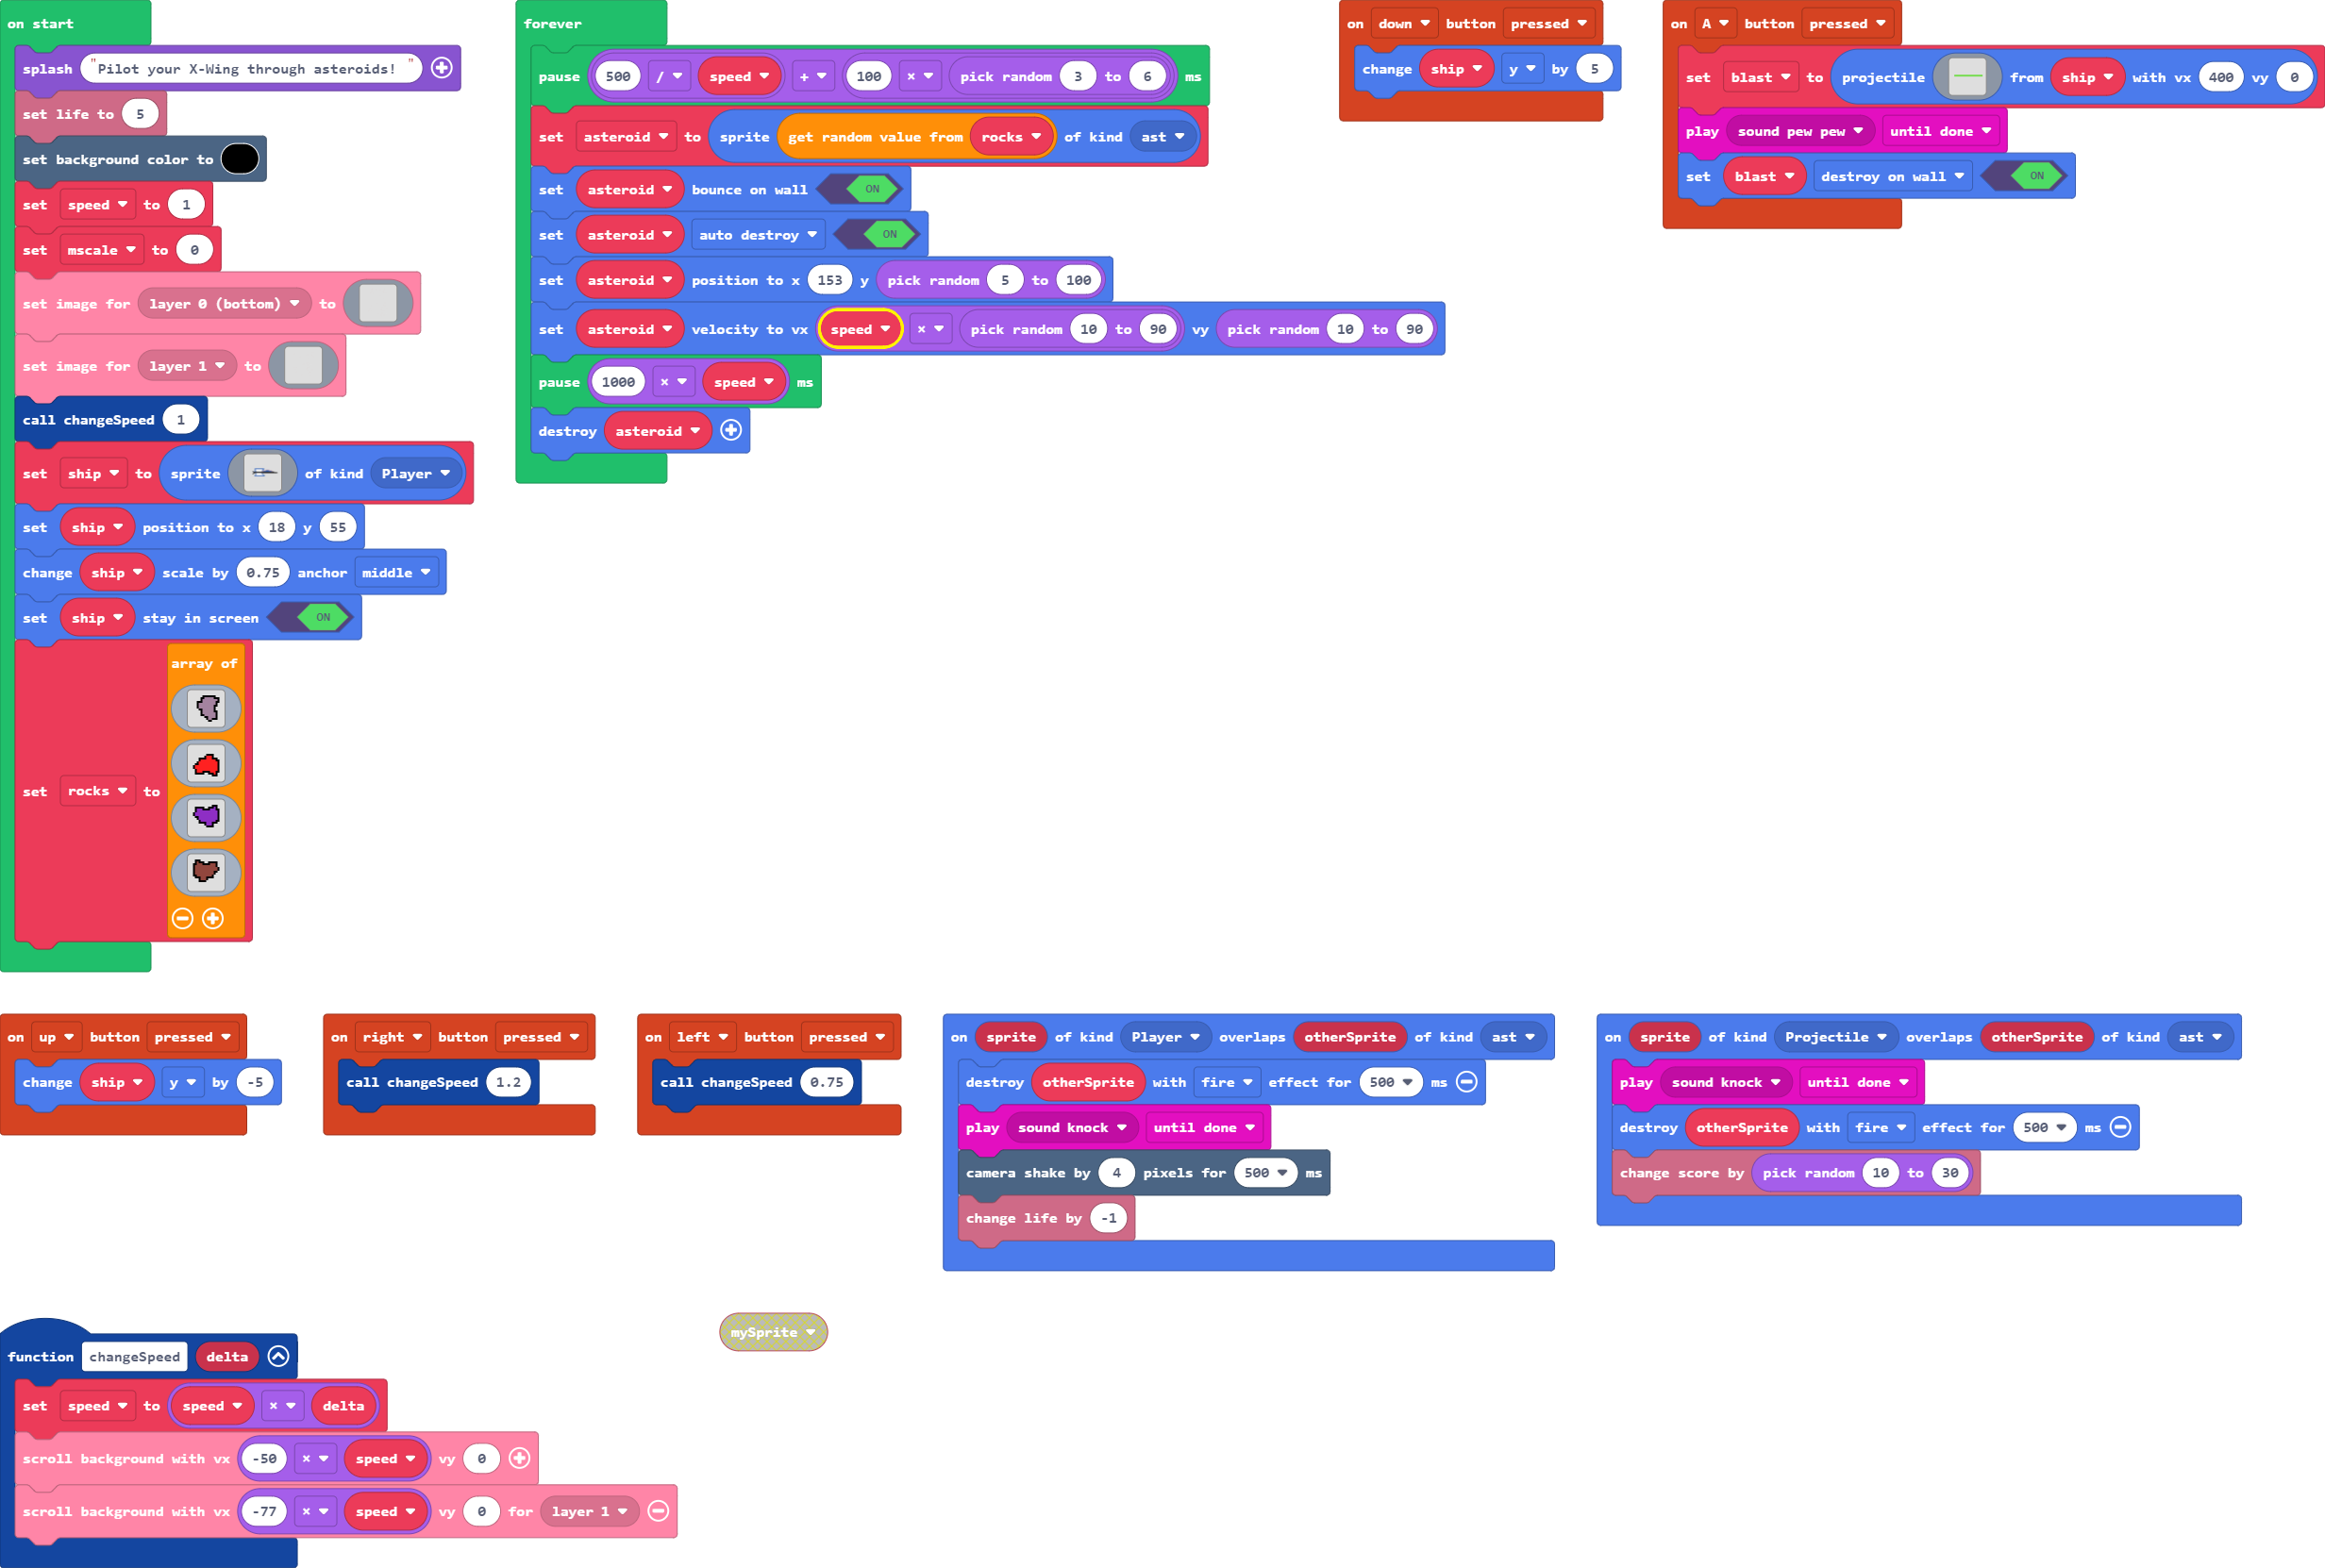 on start
splash "Pilot your X-Wing through asteroids! "
set life to 5
set background color to
set speed to 1
set mscale to 0
set image for layer 0 (bottom) to
set image for layer 1 to
call changeSpeed 1
set ship to sprite of kind Player
set ship position to x 18 y 55
change ship scale by 0.75 anchor middle
set ship stay in screen ON
array of
set rocks to
forever
pause 500 / speed + 100 × pick random 3 to 6 ms
set asteroid to sprite get random value from rocks of kind ast
set asteroid bounce on wall ON
set asteroid auto destroy ON
set asteroid position to x 153 y pick random 5 to 100
set asteroid velocity to vx speed × pick random 10 to 90 vy pick random 10 to 90
pause 1000 × speed ms
destroy asteroid
on down button pressed
change ship y by 5
on A button pressed
set blast to projectile from ship with vx 400 vy 0
play sound pew pew until done
set blast destroy on wall ON
on up button pressed
change ship y by -5
on right button pressed
call changeSpeed 1.2
on left button pressed
call changeSpeed 0.75
on sprite of kind Player overlaps otherSprite of kind ast
destroy otherSprite with fire effect for 500 ms
play sound knock until done
camera shake by 4 pixels for 500 ms
change life by -1
on sprite of kind Projectile overlaps otherSprite of kind ast
play sound knock until done
destroy otherSprite with fire effect for 500 ms
change score by pick random 10 to 30
function changeSpeed delta
set speed to speed × delta
scroll background with vx -50 × speed vy 0
scroll background with vx -77 × speed vy 0 for layer 1
mySprite